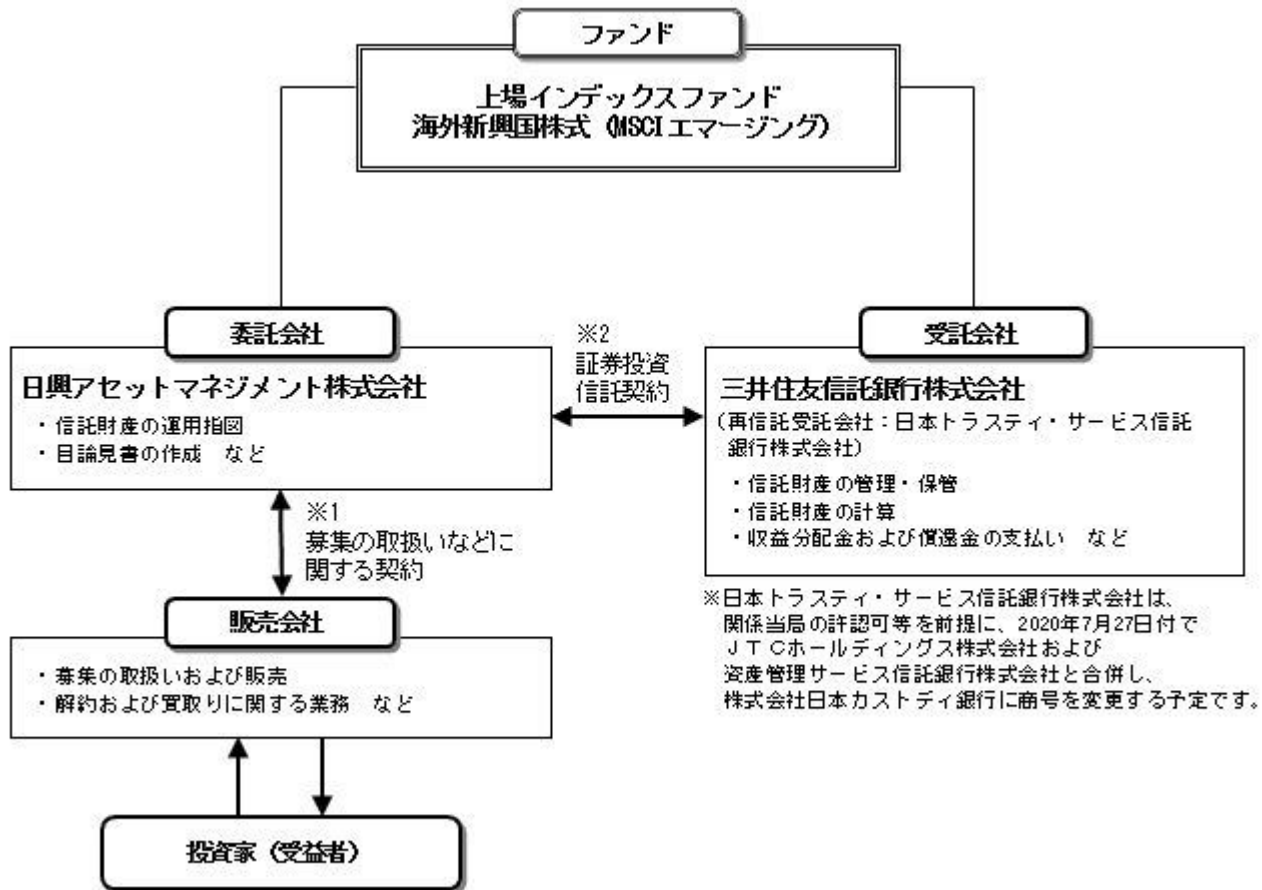 ファンド
上場インデックスファンド
海外新興国株式（MSCIエマージング）
委託会社
日興アセットマネジメント株式会社
・信託財産の運用指図
・目論見書の作成　など
※2
証券投資
信託契約
受託会社
三井住友信託銀行株式会社
（再信託受託会社：日本トラスティ・サービス信託
銀行株式会社）
・信託財産の管理・保管
・信託財産の計算
・収益分配金および償還金の支払い　など
※1
募集の取扱いなどに
関する契約
※日本トラスティ・サービス信託銀行株式会社は、
関係当局の許認可等を前提に、2020年7月27日付で
ＪＴＣホールディングス株式会社および
資産管理サービス信託銀行株式会社と合併し、
株式会社日本カストディ銀行に商号を変更する予定です。
販売会社
・募集の取扱いおよび販売
・解約および買取りに関する業務　など
投資家（受益者）